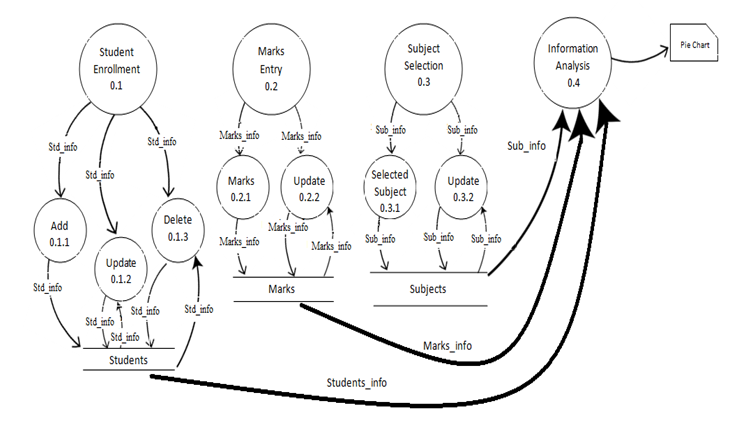 Student
Enrollment
0.1
Marks
Entry
0.2
Subject
Selection
0.3
Information
Analysis
0.4
Pie Chart
Std_info
Std_info
Std_info
Marks_info
Marks_info
Sub_info
Sub_info
Sub_info
Add
0.1.1
Update
0.1.2
Delete
0.1.3
Marks
0.2.1
Update
0.2.2
Selected
Subject
0.3.1
Update
0.3.2
Std_info
Std_info
Std_info
Std_info
Std_info
Marks_info
Marks_info
Marks_info
Sub_info
Sub_info
Sub_info
Students
Marks
Subjects
Marks_info
Students_info